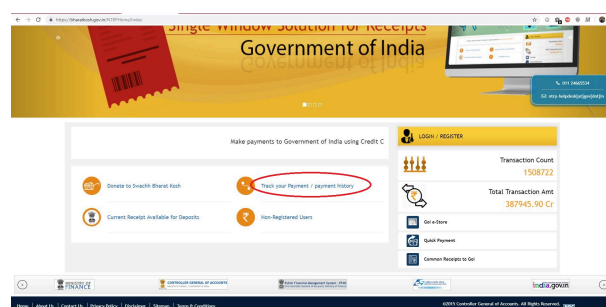 https://bharatkosh.gov.in/NTRPHome/Index
Single Window Solution for Receipts
Government of India
011 24665534
Make payments to Government of India using Credit C
LOGIN / REGISTER
Donate to Swachh Bharat Kosh
Track your Payment / payment history
Transaction Count
1508722
Total Transaction Amt
387945.90 Cr
Current Receipt Available for Deposits
Non-Registered Users
GoI e-Store
Quick Payment
Common Receipts to GoI
MINISTRY OF
FINANCE
CONTROLLER GENERAL OF ACCOUNTS
Public Financial Management System - PFMS
india.gov.in
Home | About Us | Contact Us | Privacy Policy | Disclaimer | Sitemap | Terms & Conditions
©2015 Controller General of Accounts. All Rights Reserved.